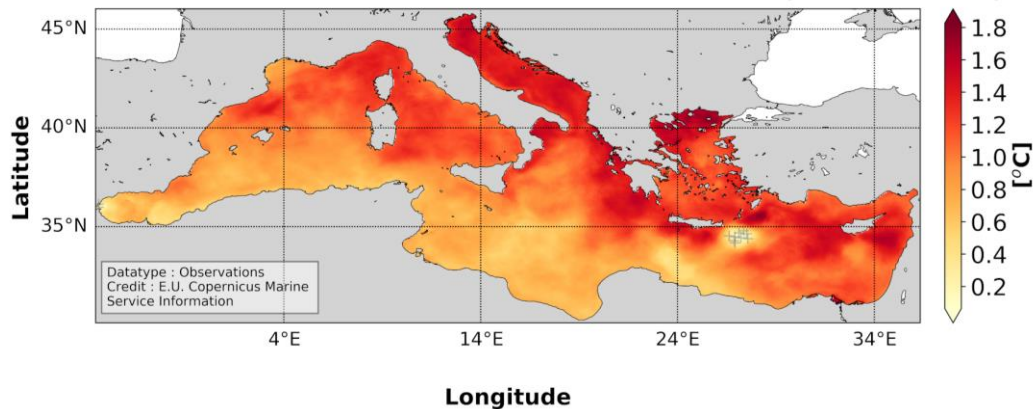 45°N
40°N
35°N
Latitude
Datatype : Observations
Credit : E.U. Copernicus Marine
Service Information
4°E
14°E
24°E
34°E
Longitude
1.8
1.6
1.4
1.2
1.0
0.8
0.6
0.4
0.2
[°C]